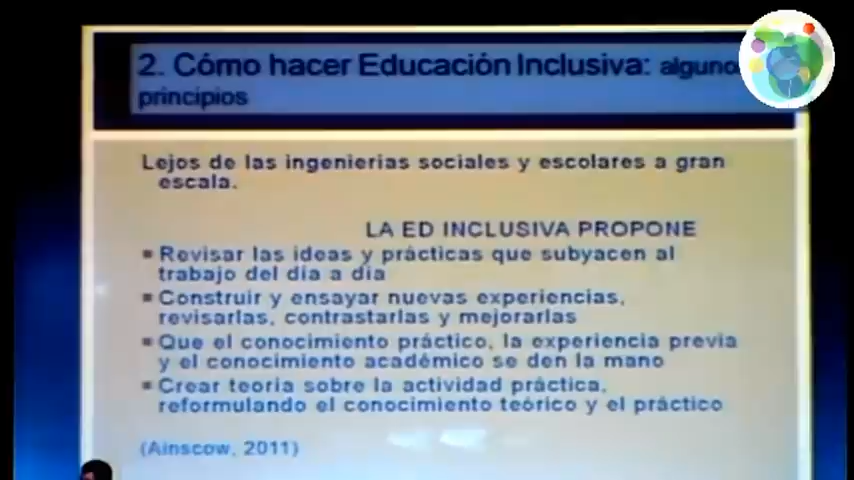 2. Cómo hacer Educación Inclusiva: alguno
principios
Lejos de las ingenierias sociales y escolares a gran
escala.
LA ED INCLUSIVA PROPONE
▪ Revisar las ideas y prácticas que subyacen al
trabajo del día a día
▪ Construir y ensayar nuevas experiencias,
revisarlas, contrastarlas y mejorarlas
▪ Que el conocimiento práctico, la experiencia previa
y el conocimiento académico se den la mano
▪ Crear teoría sobre la actividad práctica,
reformulando el conocimiento teórico y el práctico
(Ainscow, 2011)